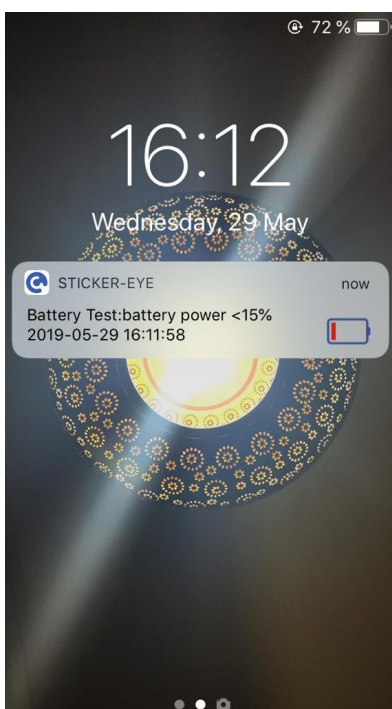 72 %
16:12
Wednesday, 29 May
STICKER-EYE now
Battery Test:battery power <15%
2019-05-29 16:11:58